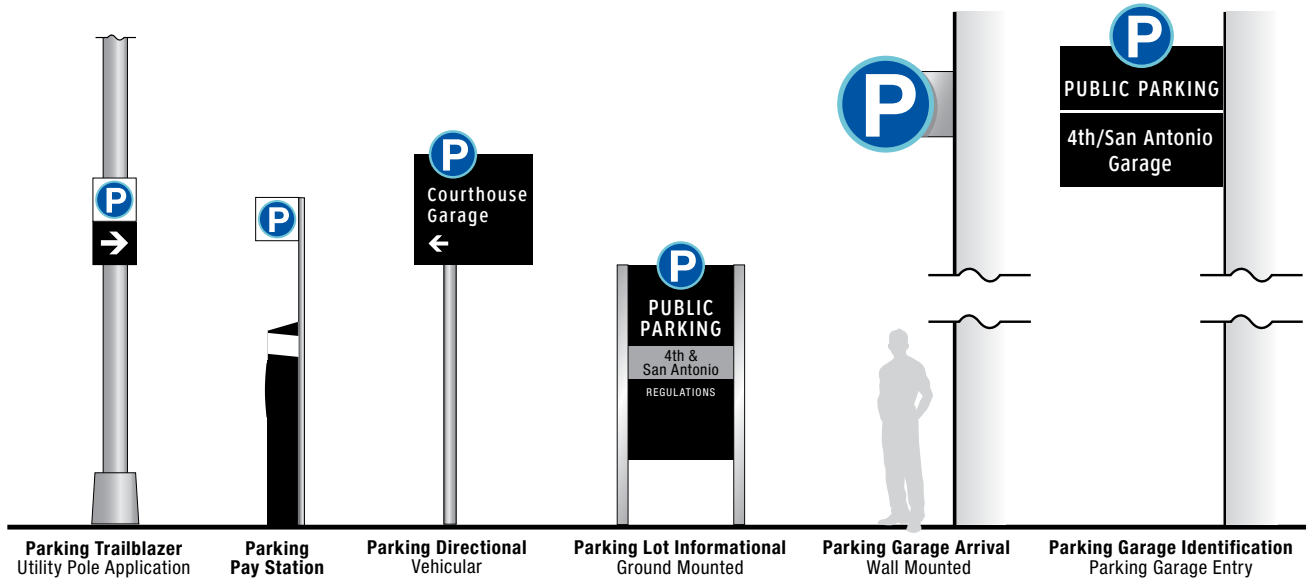 P
P
P
Courthouse
Garage
P
PUBLIC
PARKING
4th &
San Antonio
REGULATIONS
P
P
PUBLIC PARKING
4th/San Antonio
Garage
Parking Trailblazer
Utility Pole Application
Parking
Pay Station
Parking Directional
Vehicular
Parking Lot Informational
Ground Mounted
Parking Garage Arrival
Wall Mounted
Parking Garage Identification
Parking Garage Entry